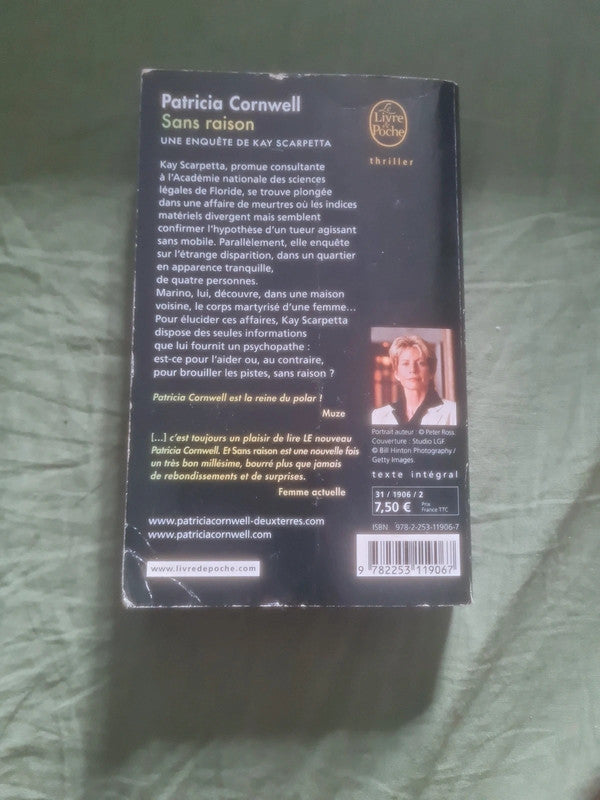 Patricia Cornwell
Sans raison
UNE ENQUÊTE DE KAY SCARPETTA
Le
Livre
de
Poche
thriller
Kay Scarpetta, promue consultante
à l'Académie nationale des sciences
légales de Floride, se trouve plongée
dans une affaire de meurtres où les indices
matériels divergent mais semblent
confirmer l'hypothèse d'un tueur agissant
sans mobile. Parallèlement, elle enquête
sur l'étrange disparition, dans un quartier
en apparence tranquille,
de quatre personnes.
Marino, lui, découvre, dans une maison
voisine, le corps martyrisé d'une femme...
Pour élucider ces affaires, Kay Scarpetta
dispose des seules informations
que lui fournit un psychopathe :
est-ce pour l'aider ou, au contraire,
pour brouiller les pistes, sans raison ?
Patricia Cornwell est la reine du polar !
Muze
[...] c'est toujours un plaisir de lire LE nouveau
Patricia Cornwell. Et Sans raison est une nouvelle fois
un très bon millésime, bourré plus que jamais
de rebondissements et de surprises.
Femme actuelle
www.patriciacornwell-deuxterres.com
www.patriciacornwell.com
www.livredepoche.com
Portrait auteur : © Peter Ross.
Couverture : Studio LGF
© Bill Hinton Photography /
Getty Images.
texte intégral
31 / 1906 / 2
7,50 € Prix
France TTC
ISBN 978-2-253-11906-7
9 782253 119067